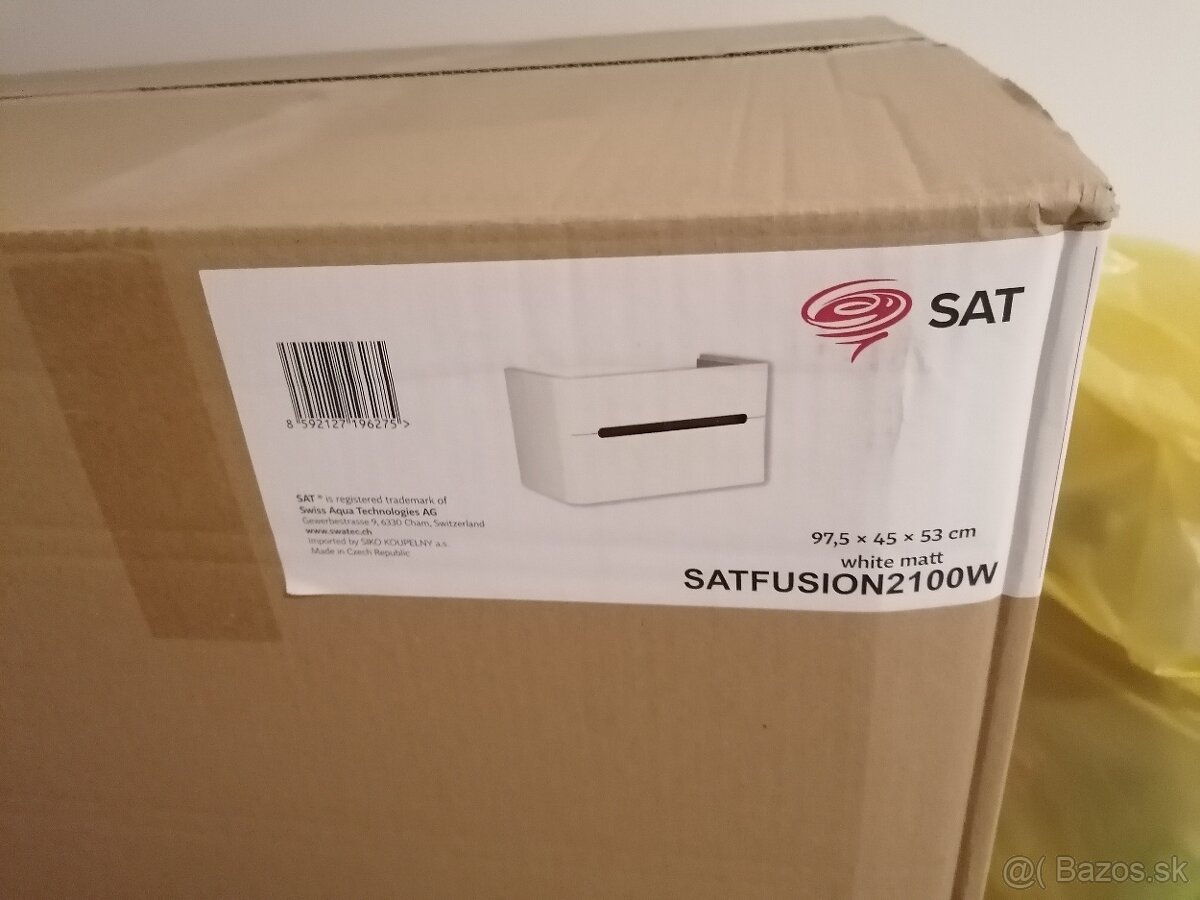 SAT
8 592127 196275 >
SAT® is registered trademark of
Swiss Aqua Technologies AG
Gewerbestrasse 9, 6330 Cham, Switzerland
www.swatec.ch
Imported by SIKO KOUPELNY a.s.
Made in Czech Republic
97,5 × 45 × 53 cm
white matt
SATFUSION2100W
@( Bazos.sk